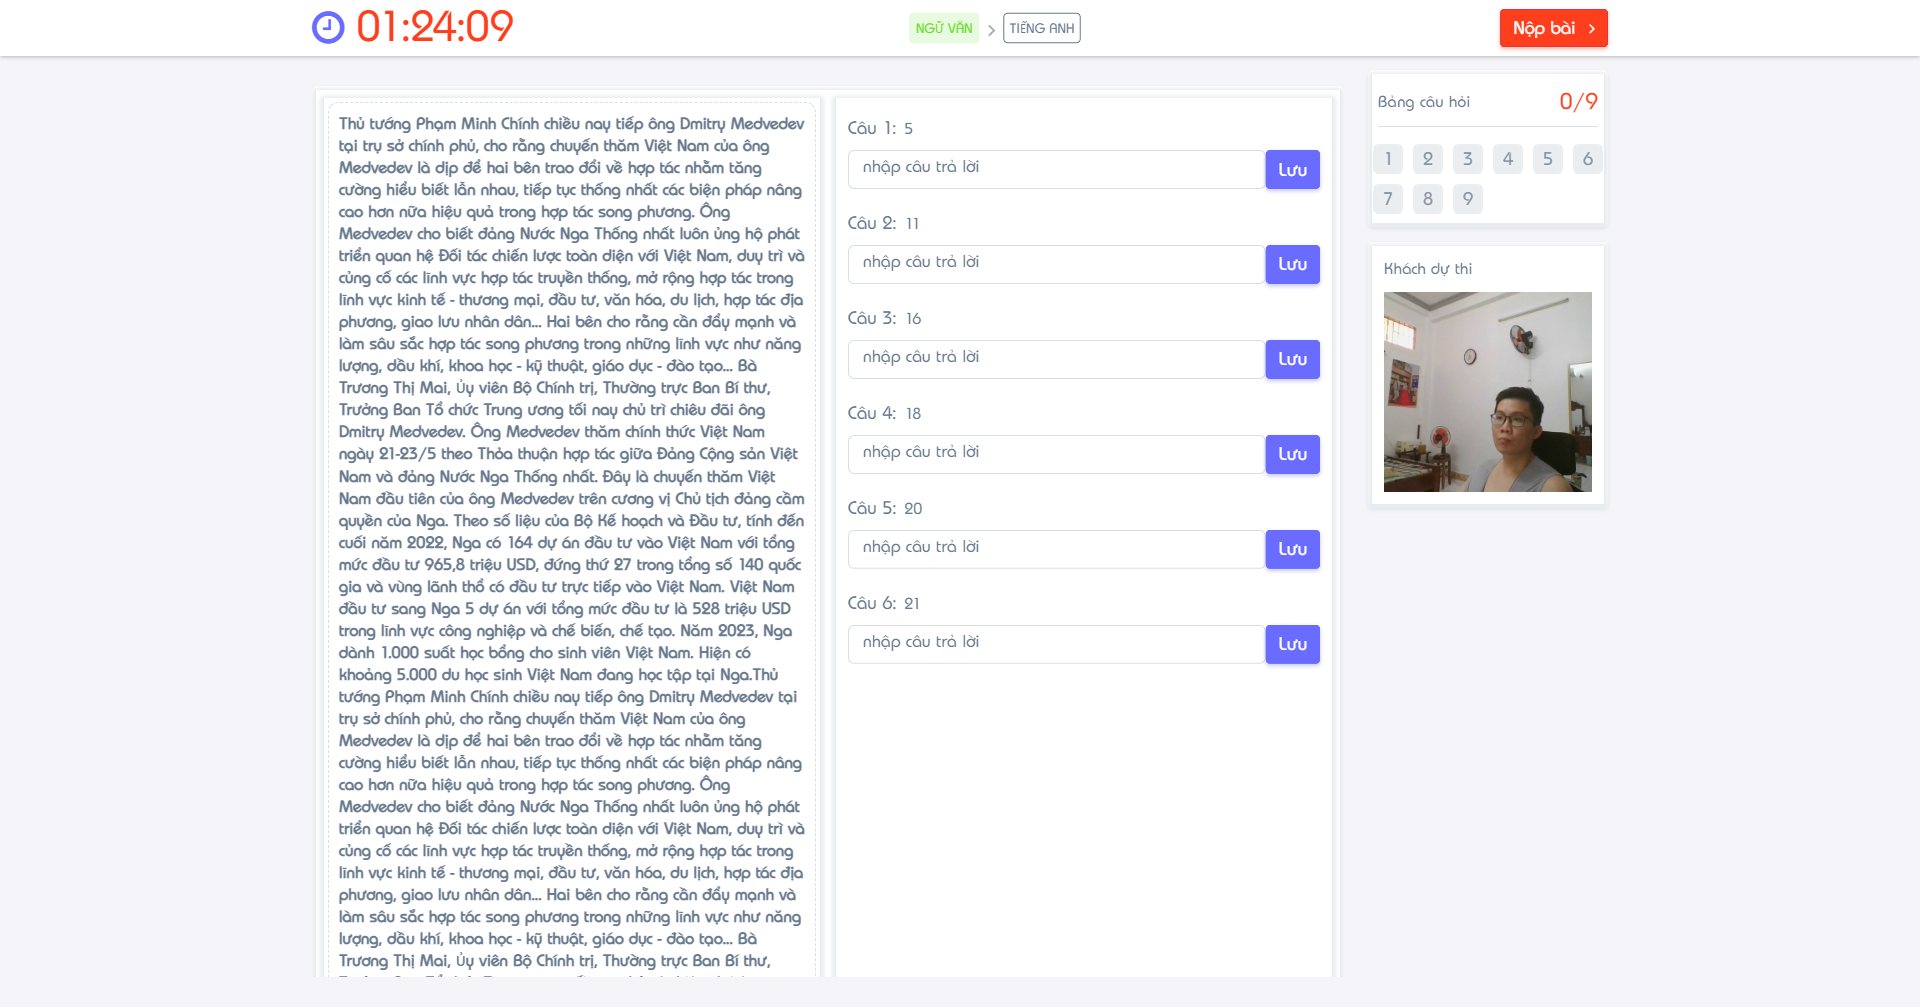 01:24:09
NGỮ VĂN
TIẾNG ANH
Nộp bài
Thủ tướng Phạm Minh Chính chiều nay tiếp ông Dmitry Medvedev
tại trụ sở chính phủ, cho rằng chuyến thăm Việt Nam của ông
Medvedev là dịp để hai bên trao đổi về hợp tác nhằm tăng
cường hiểu biết lẫn nhau, tiếp tục thống nhất các biện pháp nâng
cao hơn nữa hiệu quả trong hợp tác song phương. Ông
Medvedev cho biết đảng Nước Nga Thống nhất luôn ủng hộ phát
triển quan hệ Đối tác chiến lược toàn diện với Việt Nam, duy trì và
củng cố các lĩnh vực hợp tác truyền thống, mở rộng hợp tác trong
lĩnh vực kinh tế - thương mại, đầu tư, văn hóa, du lịch, hợp tác địa
phương, giao lưu nhân dân... Hai bên cho rằng cần đẩy mạnh và
làm sâu sắc hợp tác song phương trong những lĩnh vực như năng
lượng, dầu khí, khoa học - kỹ thuật, giáo dục - đào tạo... Bà
Trương Thị Mai, Ủy viên Bộ Chính trị, Thường trực Ban Bí thư,
Trưởng Ban Tổ chức Trung ương tối nay chủ trì chiêu đãi ông
Dmitry Medvedev. Ông Medvedev thăm chính thức Việt Nam
ngày 21-23/5 theo Thỏa thuận hợp tác giữa Đảng Cộng sản Việt
Nam và đảng Nước Nga Thống nhất. Đây là chuyến thăm Việt
Nam đầu tiên của ông Medvedev trên cương vị Chủ tịch đảng cầm
quyền của Nga. Theo số liệu của Bộ Kế hoạch và Đầu tư, tính đến
cuối năm 2022, Nga có 164 dự án đầu tư vào Việt Nam với tổng
mức đầu tư 965,8 triệu USD, đứng thứ 27 trong tổng số 140 quốc
gia và vùng lãnh thổ có đầu tư trực tiếp vào Việt Nam. Việt Nam
đầu tư sang Nga 5 dự án với tổng mức đầu tư là 528 triệu USD
trong lĩnh vực công nghiệp và chế biến, chế tạo. Năm 2023, Nga
dành 1.000 suất học bổng cho sinh viên Việt Nam. Hiện có
khoảng 5.000 du học sinh Việt Nam đang học tập tại Nga.Thủ
tướng Phạm Minh Chính chiều nay tiếp ông Dmitry Medvedev tại
trụ sở chính phủ, cho rằng chuyến thăm Việt Nam của ông
Medvedev là dịp để hai bên trao đổi về hợp tác nhằm tăng
cường hiểu biết lẫn nhau, tiếp tục thống nhất các biện pháp nâng
cao hơn nữa hiệu quả trong hợp tác song phương. Ông
Medvedev cho biết đảng Nước Nga Thống nhất luôn ủng hộ phát
triển quan hệ Đối tác chiến lược toàn diện với Việt Nam, duy trì và
củng cố các lĩnh vực hợp tác truyền thống, mở rộng hợp tác trong
lĩnh vực kinh tế - thương mại, đầu tư, văn hóa, du lịch, hợp tác địa
phương, giao lưu nhân dân... Hai bên cho rằng cần đẩy mạnh và
làm sâu sắc hợp tác song phương trong những lĩnh vực như năng
lượng, dầu khí, khoa học - kỹ thuật, giáo dục - đào tạo... Bà
Trương Thị Mai, Ủy viên Bộ Chính trị, Thường trực Ban Bí thư,
Câu 1: 5
nhập câu trả lời
Lưu
Câu 2: 11
nhập câu trả lời
Lưu
Câu 3: 16
nhập câu trả lời
Lưu
Câu 4: 18
nhập câu trả lời
Lưu
Câu 5: 20
nhập câu trả lời
Lưu
Câu 6: 21
nhập câu trả lời
Lưu
Bảng câu hỏi 0/9
1 2 3 4 5 6
7 8 9
Khách dự thi